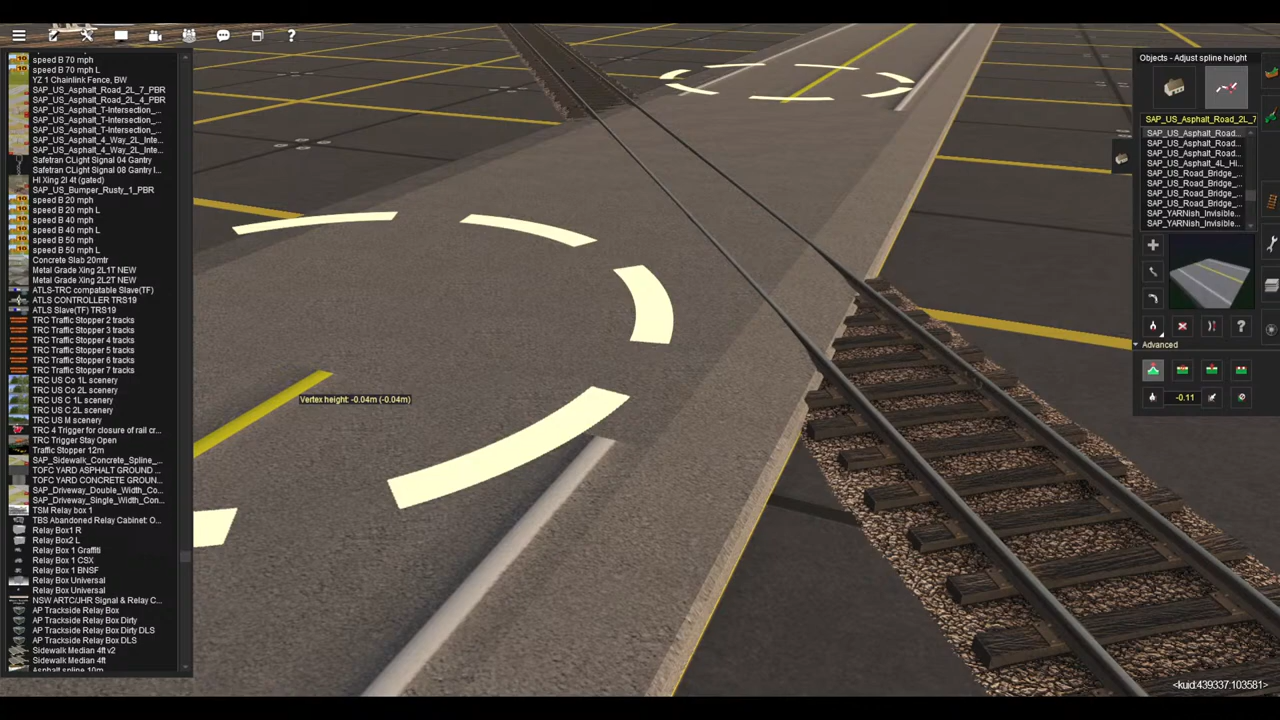 speed B 70 mph
speed B 70 mph L
YZ 1 Chainlink Fence, BW
SAP_US_Asphalt_Road_2L_7_PBR
SAP_US_Asphalt_Road_2L_4_PBR
SAP_US_Asphalt_T-Intersection_...
SAP_US_Asphalt_T-Intersection_...
SAP_US_Asphalt_T-Intersection_...
SAP_US_Asphalt_4_Way_2L_Inte...
SAP_US_Asphalt_4_Way_2L_Inte...
Safetran CLight Signal 04 Gantry
Safetran CLight Signal 08 Gantry I...
HI Xing 2l 4t (gated)
SAP_US_Bumper_Rusty_1_PBR
speed B 20 mph
speed B 20 mph L
speed B 40 mph
speed B 40 mph L
speed B 50 mph
speed B 50 mph L
Concrete Slab 20mtr
Metal Grade Xing 2L1T NEW
Metal Grade Xing 2L2T NEW
ATLS-TRC compatable Slave(TF)
ATLS CONTROLLER TRS19
ATLS Slave(TF) TRS19
TRC Traffic Stopper 2 tracks
TRC Traffic Stopper 3 tracks
TRC Traffic Stopper 4 tracks
TRC Traffic Stopper 5 tracks
TRC Traffic Stopper 6 tracks
TRC Traffic Stopper 7 tracks
TRC US Co 1L scenery
TRC US Co 2L scenery
TRC US C 1L scenery
TRC US C 2L scenery
TRC US M scenery
TRC 4 Trigger for closure of rail cr...
TRC Trigger Stay Open
Traffic Stopper 12m
SAP_Sidewalk_Concrete_Spline_...
TOFC YARD ASPHALT GROUND ...
TOFC YARD CONCRETE GROUN...
SAP_Driveway_Double_Width_Co...
SAP_Driveway_Single_Width_Con...
TSM Relay box 1
TBS Abandoned Relay Cabinet: O...
Relay Box1 R
Relay Box2 L
Relay Box 1 Graffiti
Relay Box 1 CSX
Relay Box 1 BNSF
Relay Box Universal
Relay Box Universal
NSW ARTC/JHR Signal & Relay C...
AP Trackside Relay Box
AP Trackside Relay Box Dirty
AP Trackside Relay Box Dirty DLS
AP Trackside Relay Box DLS
Sidewalk Median 4ft v2
Sidewalk Median 4ft
Asphalt spline 10m
Vertex height: -0.04m (-0.04m)
Objects - Adjust spline height
SAP_US_Asphalt_Road_2L_7
SAP_US_Asphalt_Road...
SAP_US_Asphalt_Road...
SAP_US_Asphalt_Road...
SAP_US_Asphalt_4L_Hi...
SAP_US_Road_Bridge_...
SAP_US_Road_Bridge_...
SAP_US_Road_Bridge_...
SAP_US_Road_Bridge_...
SAP_YARNish_Invisible...
SAP_YARNish_Invisible...
Advanced
-0.11
<kuid:439337:103581>